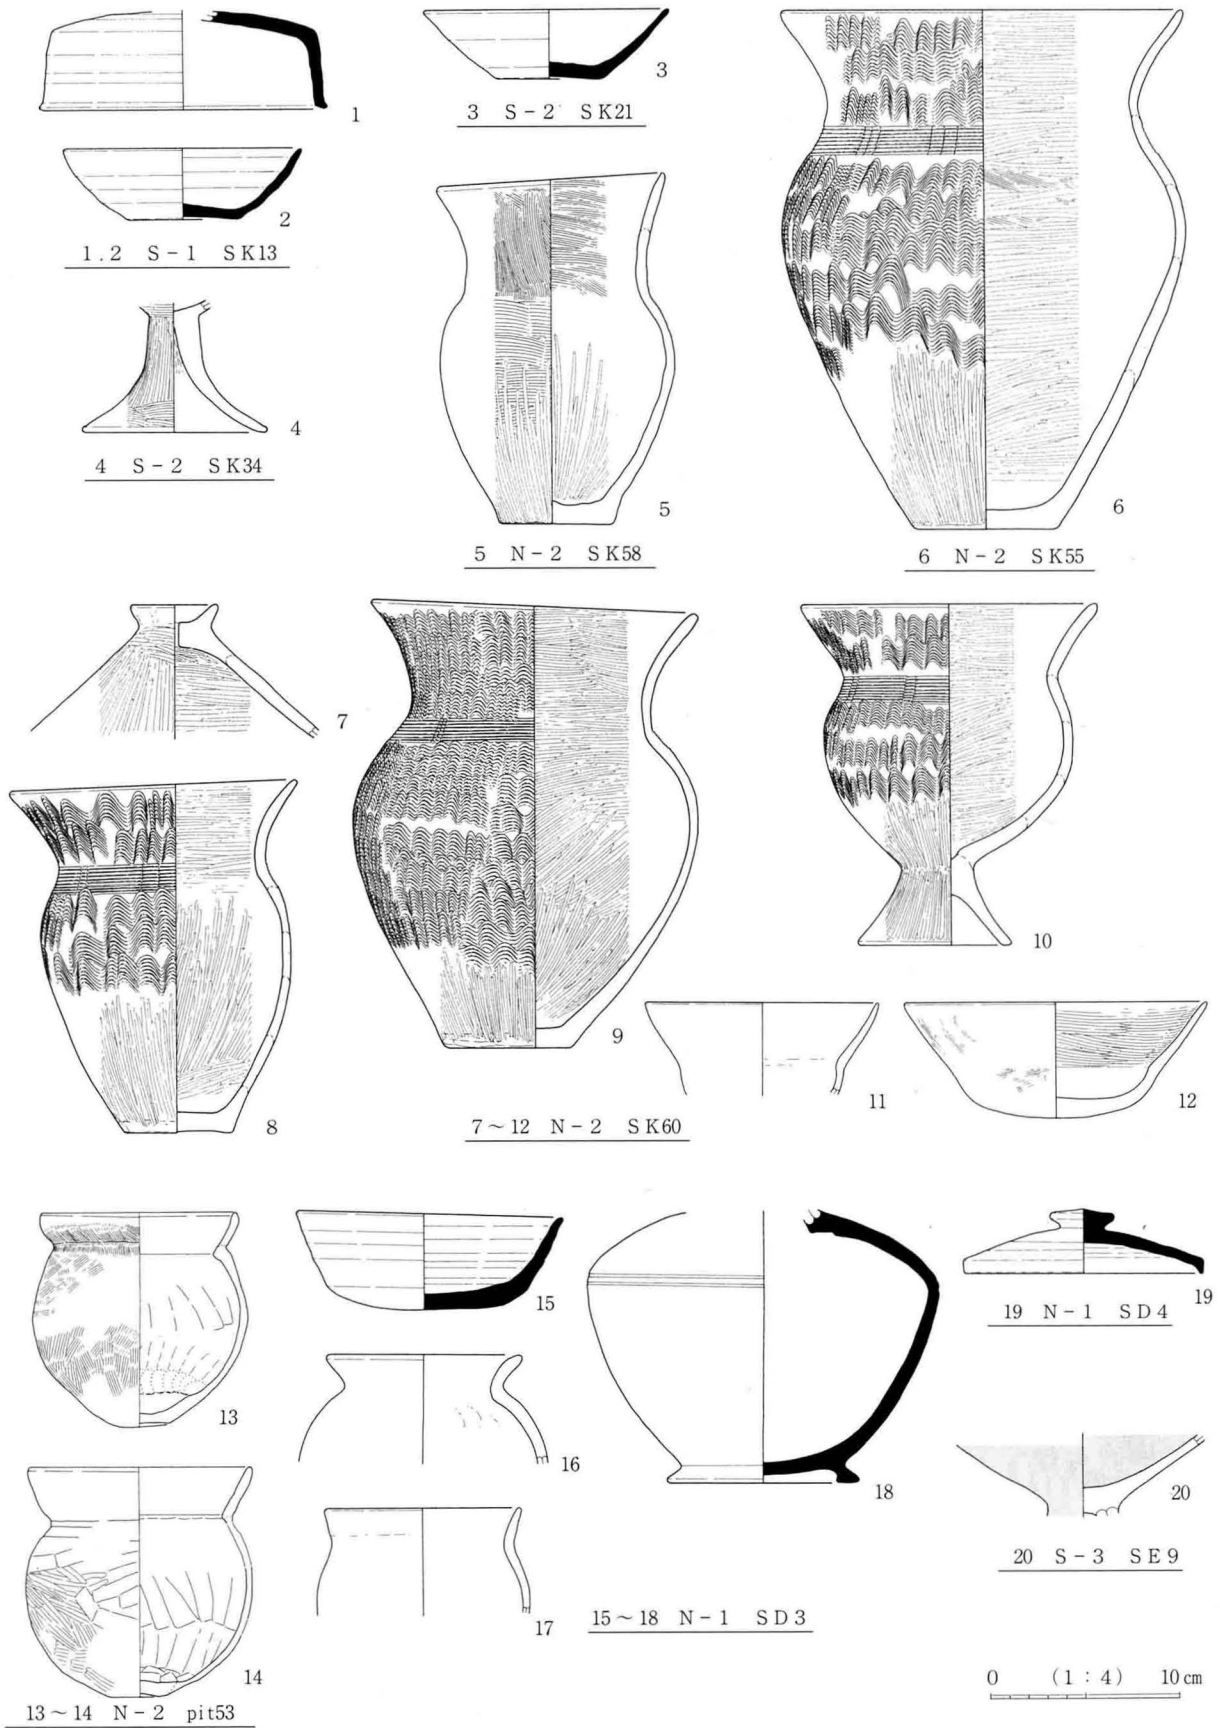 1
2
1.2 S-1 SK13
3
3 S-2 SK21
4
4 S-2 SK34
5
5 N-2 SK58
6
6 N-2 SK55
7
8
9
10
11
12
7～12 N-2 SK60
13
14
13～14 N-2 pit53
15
16
17
18
15～18 N-1 SD3
19
19 N-1 SD4
20
20 S-3 SE9
0 (1：4) 10cm